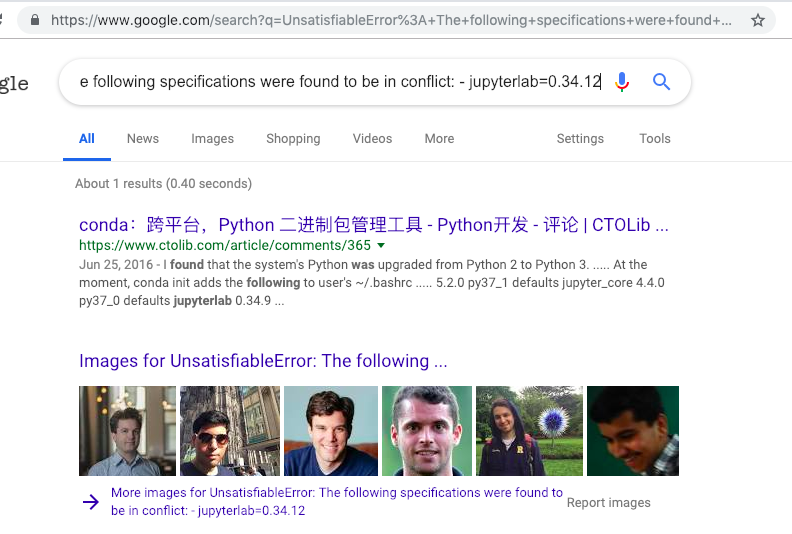 https://www.google.com/search?q=UnsatisfiableError%3A+The+following+specifications+were+found+...
gle
e following specifications were found to be in conflict: - jupyterlab=0.34.12
All News Images Shopping Videos More Settings Tools
About 1 results (0.40 seconds)
conda：跨平台，Python 二进制包管理工具 - Python开发 - 评论 | CTOLib ...
https://www.ctolib.com/article/comments/365
Jun 25, 2016 - I found that the system's Python was upgraded from Python 2 to Python 3. ..... At the
moment, conda init adds the following to user's ~/.bashrc ..... 5.2.0 py37_1 defaults jupyter_core 4.4.0
py37_0 defaults jupyterlab 0.34.9 ...
Images for UnsatisfiableError: The following ...
More images for UnsatisfiableError: The following specifications were found to
be in conflict: - jupyterlab=0.34.12
Report images